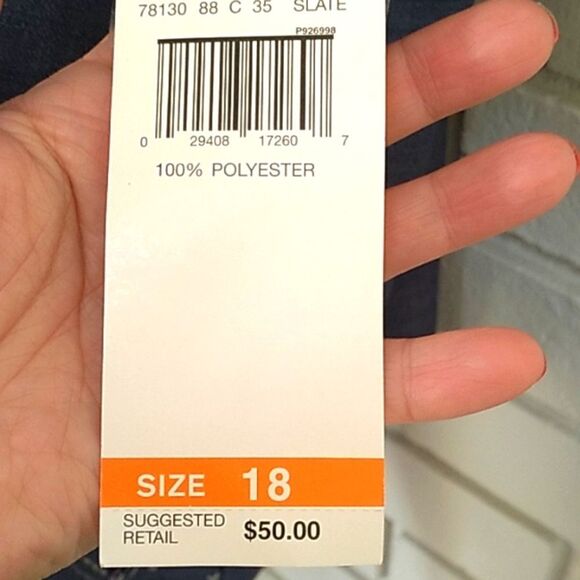 78130 88 C 35 SLATE
P926998
0 29408 17260 7
100% POLYESTER
SIZE 18
SUGGESTED
RETAIL $50.00